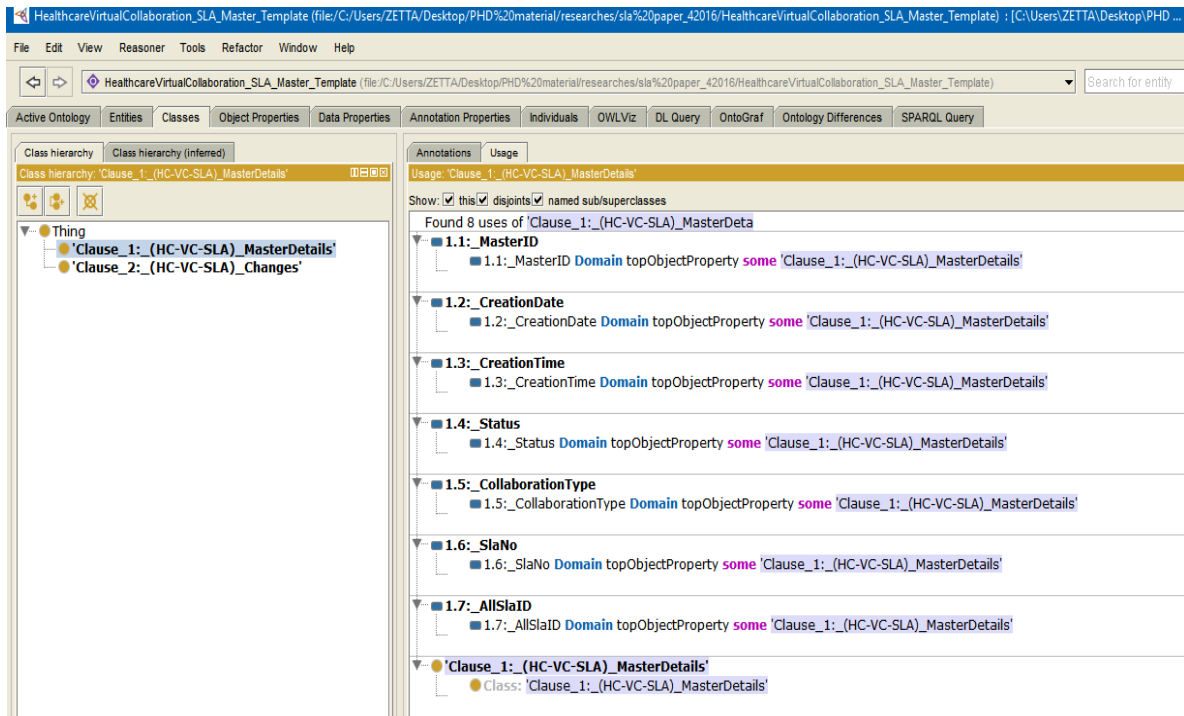 HealthcareVirtualCollaboration_SLA_Master_Template (file:/C:/Users/ZETTA/Desktop/PHD%20material/researches/sla%20paper_42016/HealthcareVirtualCollaboration_SLA_Master_Template) : [C:\Users\ZETTA\Desktop\PHD ...
File Edit View Reasoner Tools Refactor Window Help
HealthcareVirtualCollaboration_SLA_Master_Template (file:/C:/Users/ZETTA/Desktop/PHD%20material/researches/sla%20paper_42016/HealthcareVirtualCollaboration_SLA_Master_Template) Search for entity
Active Ontology Entities Classes Object Properties Data Properties Annotation Properties Individuals OWLViz DL Query OntoGraf Ontology Differences SPARQL Query
Class hierarchy Class hierarchy (inferred)
Class hierarchy: 'Clause_1:_(HC-VC-SLA)_MasterDetails'
Thing
'Clause_1:_(HC-VC-SLA)_MasterDetails'
'Clause_2:_(HC-VC-SLA)_Changes'
Annotations Usage
Usage: 'Clause_1:_(HC-VC-SLA)_MasterDetails'
Show: this disjoints named sub/superclasses
Found 8 uses of 'Clause_1:_(HC-VC-SLA)_MasterDeta
1.1:_MasterID
1.1:_MasterID Domain topObjectProperty some 'Clause_1:_(HC-VC-SLA)_MasterDetails'
1.2:_CreationDate
1.2:_CreationDate Domain topObjectProperty some 'Clause_1:_(HC-VC-SLA)_MasterDetails'
1.3:_CreationTime
1.3:_CreationTime Domain topObjectProperty some 'Clause_1:_(HC-VC-SLA)_MasterDetails'
1.4:_Status
1.4:_Status Domain topObjectProperty some 'Clause_1:_(HC-VC-SLA)_MasterDetails'
1.5:_CollaborationType
1.5:_CollaborationType Domain topObjectProperty some 'Clause_1:_(HC-VC-SLA)_MasterDetails'
1.6:_SlaNo
1.6:_SlaNo Domain topObjectProperty some 'Clause_1:_(HC-VC-SLA)_MasterDetails'
1.7:_AllSlaID
1.7:_AllSlaID Domain topObjectProperty some 'Clause_1:_(HC-VC-SLA)_MasterDetails'
'Clause_1:_(HC-VC-SLA)_MasterDetails'
Class: 'Clause_1:_(HC-VC-SLA)_MasterDetails'